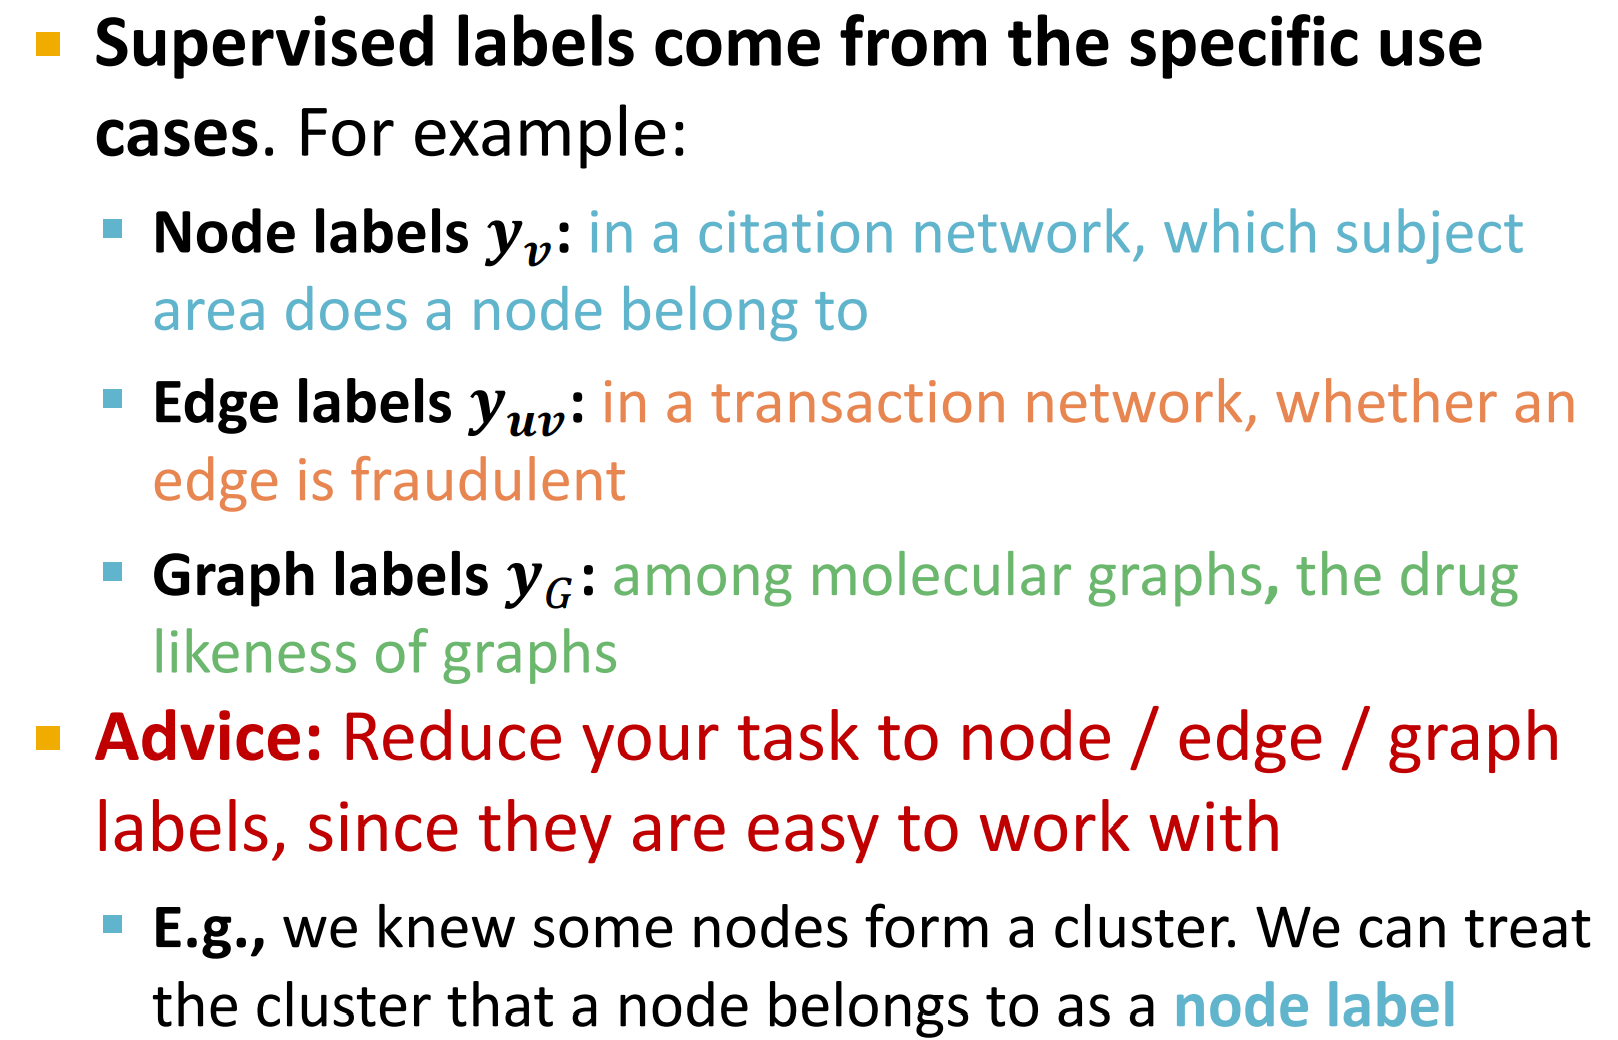 Supervised labels come from the specific use
cases. For example:
Node labels 𝒚𝒗: in a citation network, which subject
area does a node belong to
Edge labels 𝒚𝒖𝒗: in a transaction network, whether an
edge is fraudulent
Graph labels 𝒚𝐺: among molecular graphs, the drug
likeness of graphs
Advice: Reduce your task to node / edge / graph
labels, since they are easy to work with
E.g., we knew some nodes form a cluster. We can treat
the cluster that a node belongs to as a node label